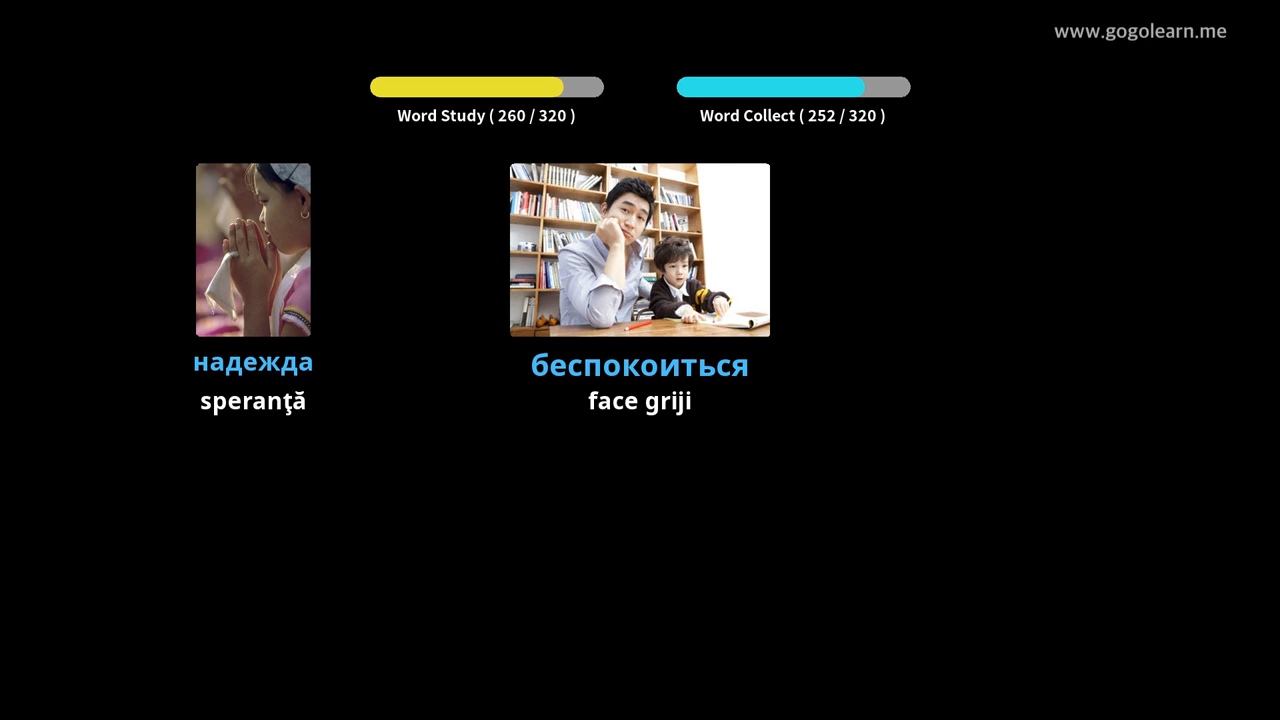 www.gogolearn.me
Word Study ( 260 / 320 )
Word Collect ( 252 / 320 )
надежда
speranţă
беспокоиться
face griji